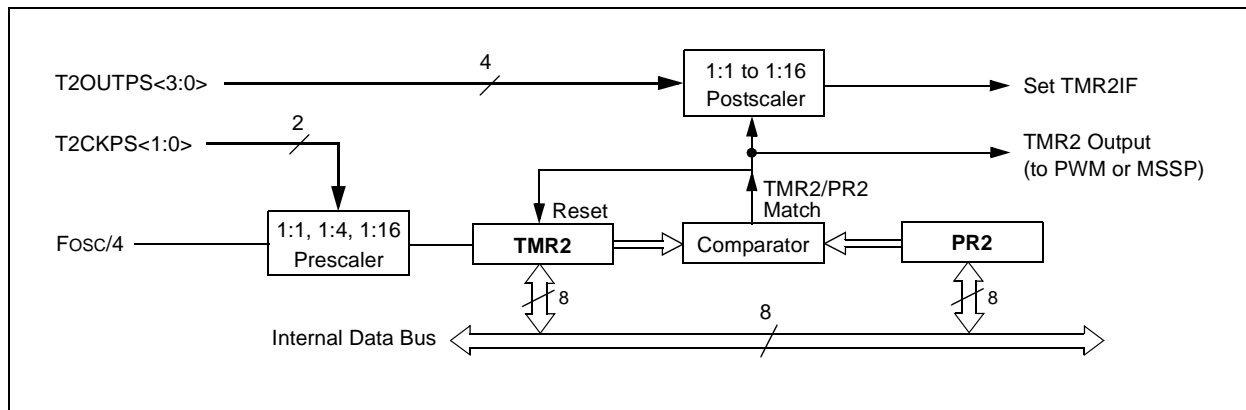 T2OUTPS<3:0>
4
1:1 to 1:16
Postscaler
Set TMR2IF
T2CKPS<1:0>
2
TMR2 Output
(to PWM or MSSP)
TMR2/PR2
Match
Reset
FOSC/4
1:1, 1:4, 1:16
Prescaler
TMR2
Comparator
PR2
8
8
8
Internal Data Bus